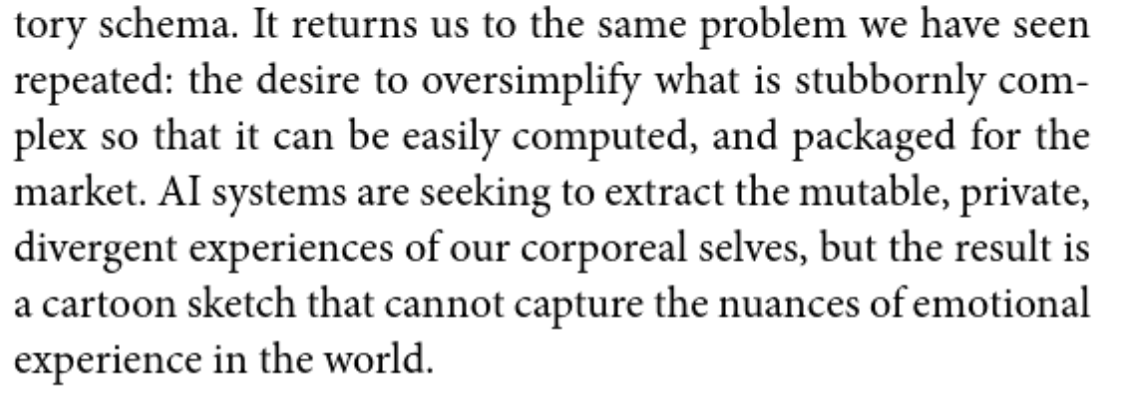 tory schema. It returns us to the same problem we have seen
repeated: the desire to oversimplify what is stubbornly com-
plex so that it can be easily computed, and packaged for the
market. AI systems are seeking to extract the mutable, private,
divergent experiences of our corporeal selves, but the result is
a cartoon sketch that cannot capture the nuances of emotional
experience in the world.